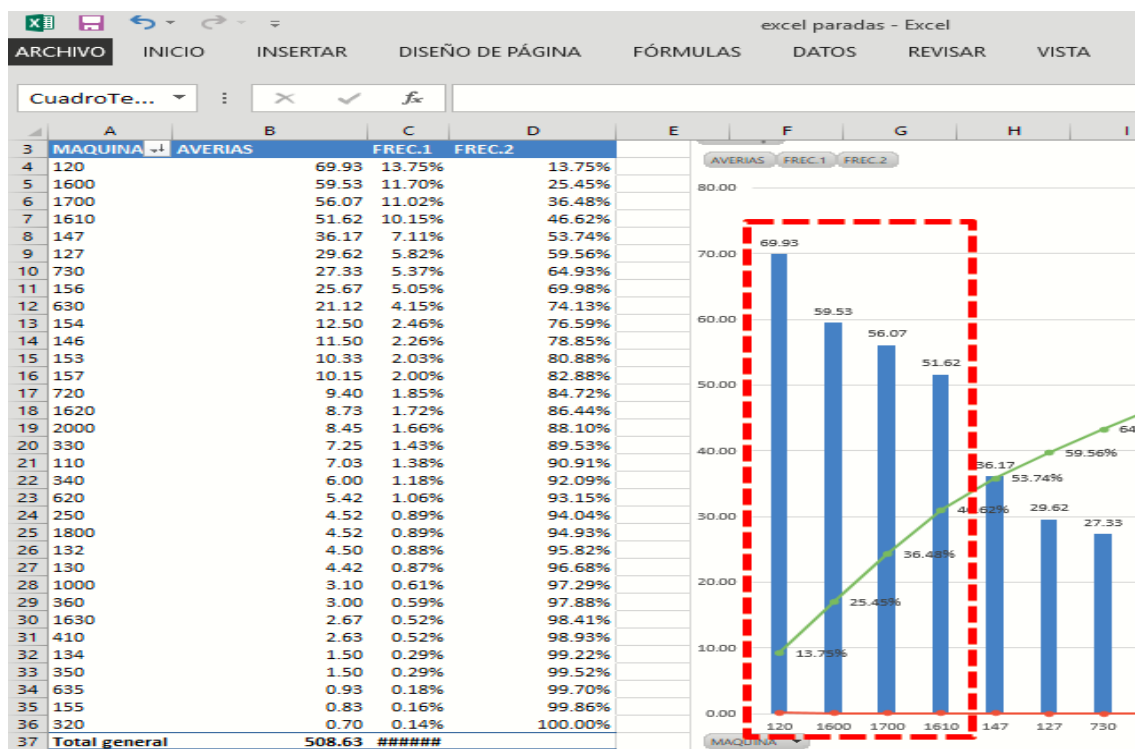 excel paradas - Excel
ARCHIVO INICIO INSERTAR DISEÑO DE PÁGINA FÓRMULAS DATOS REVISAR VISTA
CuadroTe... fx
A B C D E F G H I
3 MAQUINA AVERIAS FREC.1 FREC.2
4 120 69.93 13.75% 13.75%
5 1600 59.53 11.70% 25.45%
6 1700 56.07 11.02% 36.48%
7 1610 51.62 10.15% 46.62%
8 147 36.17 7.11% 53.74%
9 127 29.62 5.82% 59.56%
10 730 27.33 5.37% 64.93%
11 156 25.67 5.05% 69.98%
12 630 21.12 4.15% 74.13%
13 154 12.50 2.46% 76.59%
14 146 11.50 2.26% 78.85%
15 153 10.33 2.03% 80.88%
16 157 10.15 2.00% 82.88%
17 720 9.40 1.85% 84.72%
18 1620 8.73 1.72% 86.44%
19 2000 8.45 1.66% 88.10%
20 330 7.25 1.43% 89.53%
21 110 7.03 1.38% 90.91%
22 340 6.00 1.18% 92.09%
23 620 5.42 1.06% 93.15%
24 250 4.52 0.89% 94.04%
25 1800 4.52 0.89% 94.93%
26 132 4.50 0.88% 95.82%
27 130 4.42 0.87% 96.68%
28 1000 3.10 0.61% 97.29%
29 360 3.00 0.59% 97.88%
30 1630 2.67 0.52% 98.41%
31 410 2.63 0.52% 98.93%
32 134 1.50 0.29% 99.22%
33 350 1.50 0.29% 99.52%
34 635 0.93 0.18% 99.70%
35 155 0.83 0.16% 99.86%
36 320 0.70 0.14% 100.00%
37 Total general 508.63 ######
AVERIAS FREC.1 FREC.2
80.00
69.93
70.00
59.53
60.00
56.07
51.62
50.00
64
40.00
59.56%
36.17
53.74%
30.00
46.62%
29.62
27.33
36.48%
20.00
25.45%
10.00
13.75%
0.00
120 1600 1700 1610 147 127 730
MAQUINA